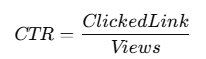 CTR = ClickedLink / Views